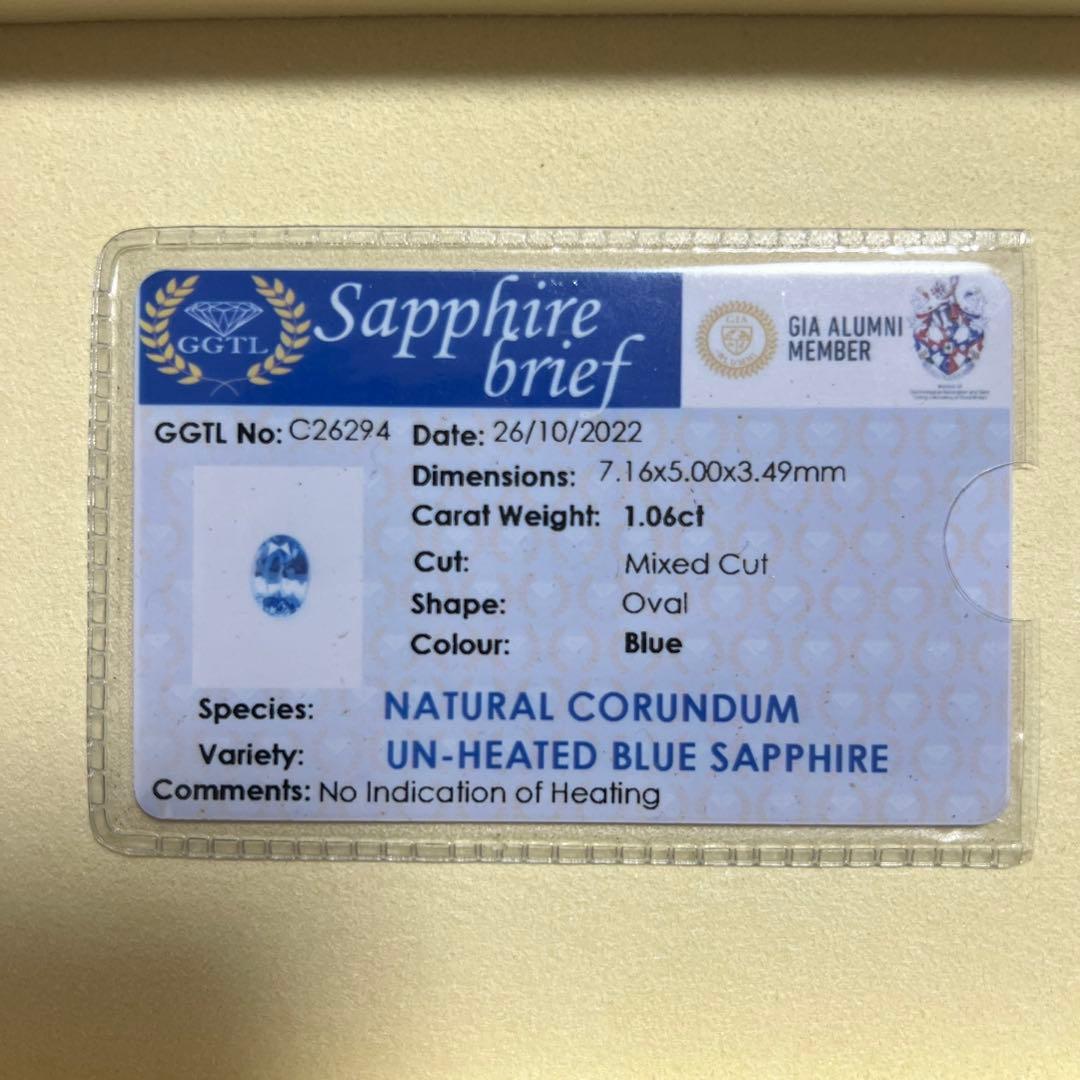 GGTL
Sapphire
brief
GIA
GIA ALUMNI
MEMBER
GGTL No: C26294 Date: 26/10/2022
Dimensions: 7.16x5.00x3.49mm
Carat Weight: 1.06ct
Cut: Mixed Cut
Shape: Oval
Colour: Blue
Species: NATURAL CORUNDUM
Variety: UN-HEATED BLUE SAPPHIRE
Comments: No Indication of Heating